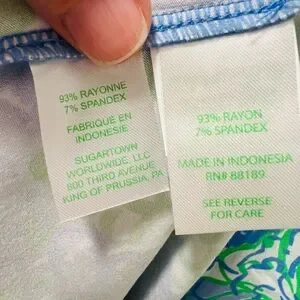 93% RAYONNE
7% SPANDEX
FABRIQUE EN
INDONESIE
SUGARTOWN
WORLDWIDE, LLC
800 THIRD AVENUE
KING OF PRUSSIA, PA
93% RAYON
7% SPANDEX
MADE IN INDONESIA
RN# 88189
SEE REVERSE
FOR CARE